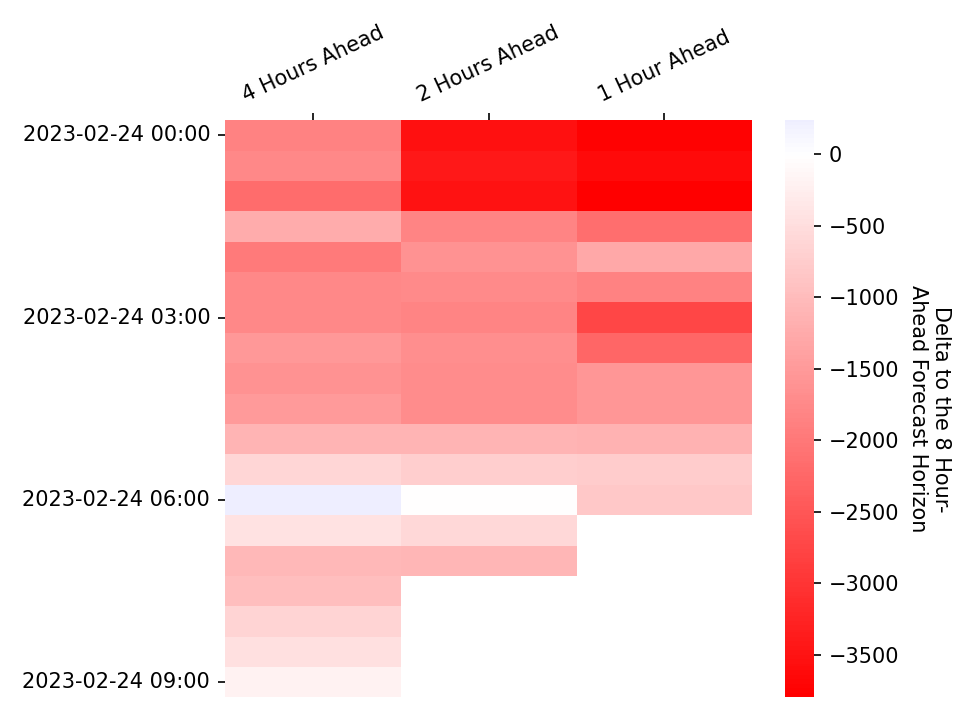 4 Hours Ahead
2 Hours Ahead
1 Hour Ahead
2023-02-24 00:00
2023-02-24 03:00
2023-02-24 06:00
2023-02-24 09:00
0
−500
−1000
−1500
−2000
−2500
−3000
−3500
Delta to the 8 Hour-
Ahead Forecast Horizon